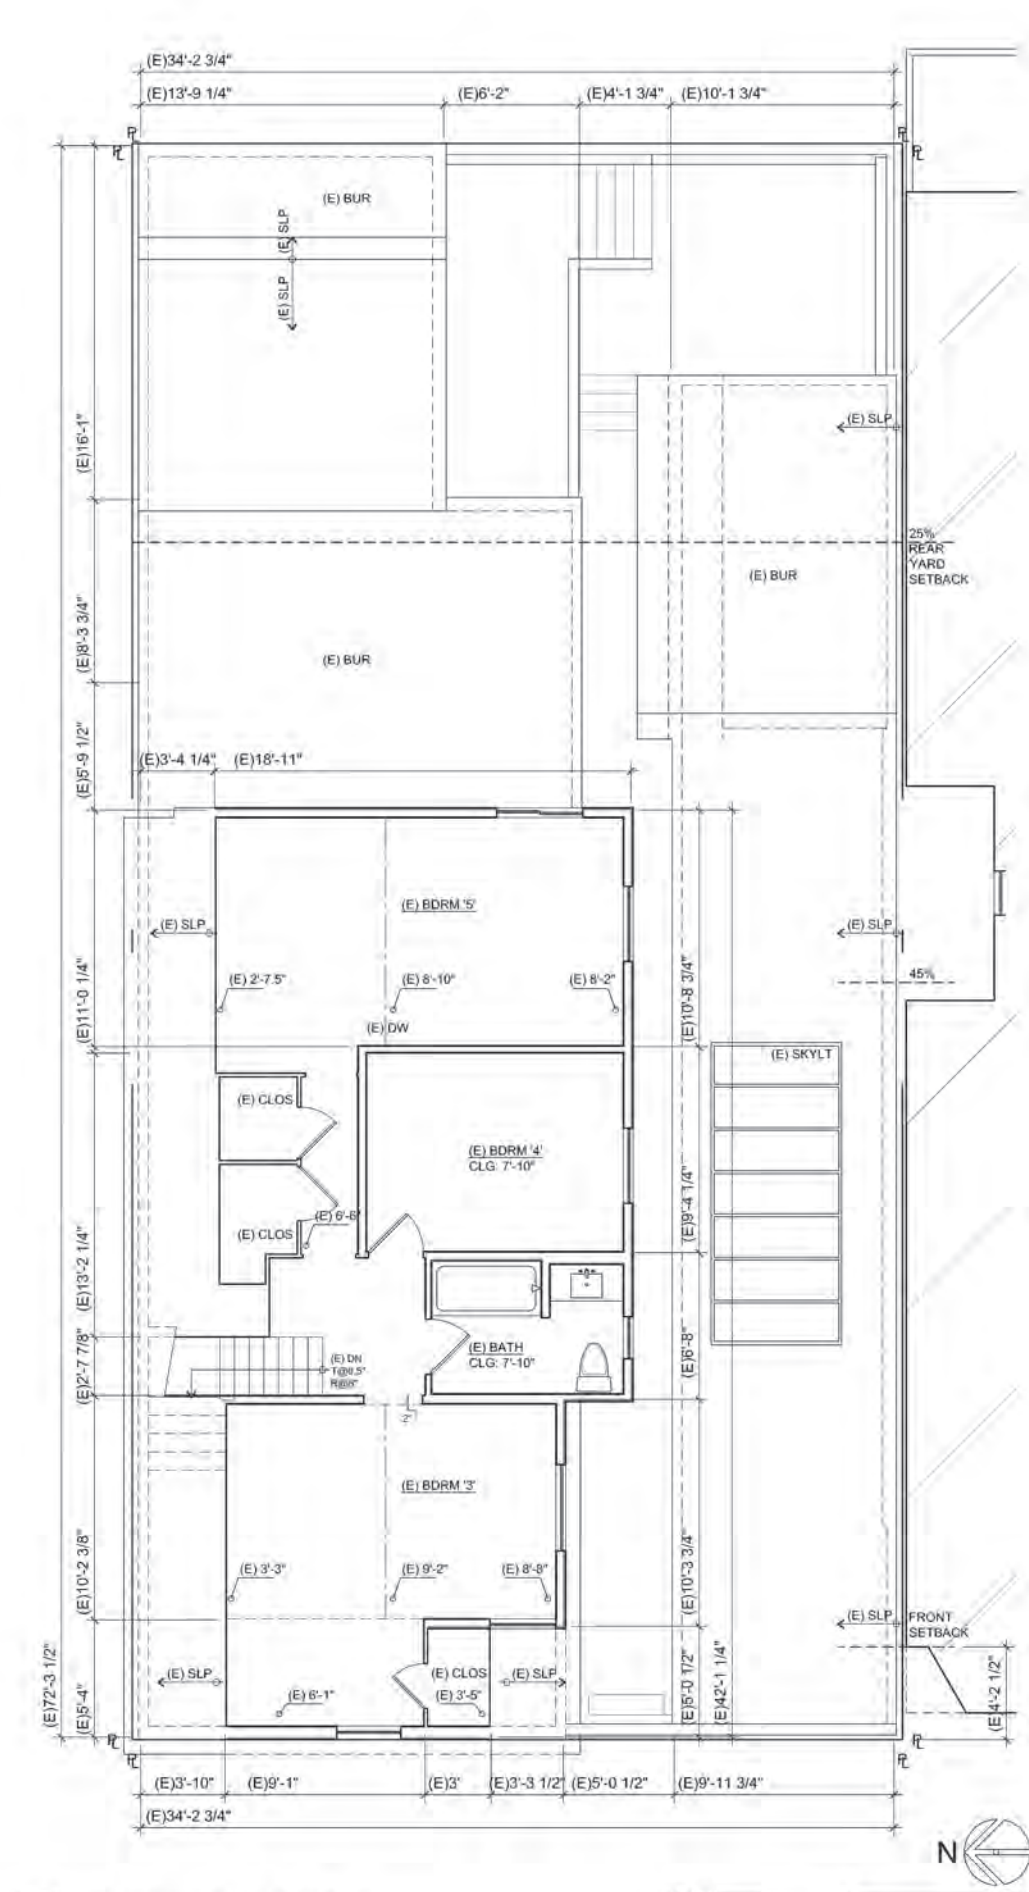 (E)34'-2 3/4"
(E)13'-9 1/4"
(E)6'-2"
(E)4'-1 3/4"
(E)10'-1 3/4"
PL
PL
PL
PL
(E) BUR
(E) SLP
(E) SLP
(E)16'-1"
(E) SLP
25%
REAR
YARD
SETBACK
(E) BUR
(E)8'-3 3/4"
(E) BUR
(E)5'-9 1/2"
(E)3'-4 1/4"
(E)18'-11"
(E) BDRM '5'
(E) SLP
(E) SLP
(E) 2'-7.5"
(E) 8'-10"
(E) 8'-2"
45%
(E)11'-0 1/4"
(E)10'-8 3/4"
(E) DW
(E) SKYLT
(E) CLOS
(E) BDRM '4'
CLG: 7'-10"
(E)9'-4 1/4"
(E) 6'-6"
(E) CLOS
(E)13'-2 1/4"
(E) BATH
CLG: 7'-10"
(E)6'-8"
(E) DN
T@8.5"
R@8"
(E)2'-7 7/8"
2"
(E) BDRM '3'
(E)10'-2 3/8"
(E) 3'-3"
(E) 9'-2"
(E) 8'-8"
(E)10'-3 3/4"
(E) SLP
FRONT
SETBACK
(E) SLP
(E) CLOS
(E) SLP
(E) 6'-1"
(E) 3'-5"
(E)72'-3 1/2"
(E)5'-4"
(E)5'-0 1/2"
(E)42'-1 1/4"
(E)4'-2 1/2"
PL
PL
PL
PL
(E)3'-10"
(E)9'-1"
(E)3'
(E)3'-3 1/2"
(E)5'-0 1/2"
(E)9'-11 3/4"
(E)34'-2 3/4"
N